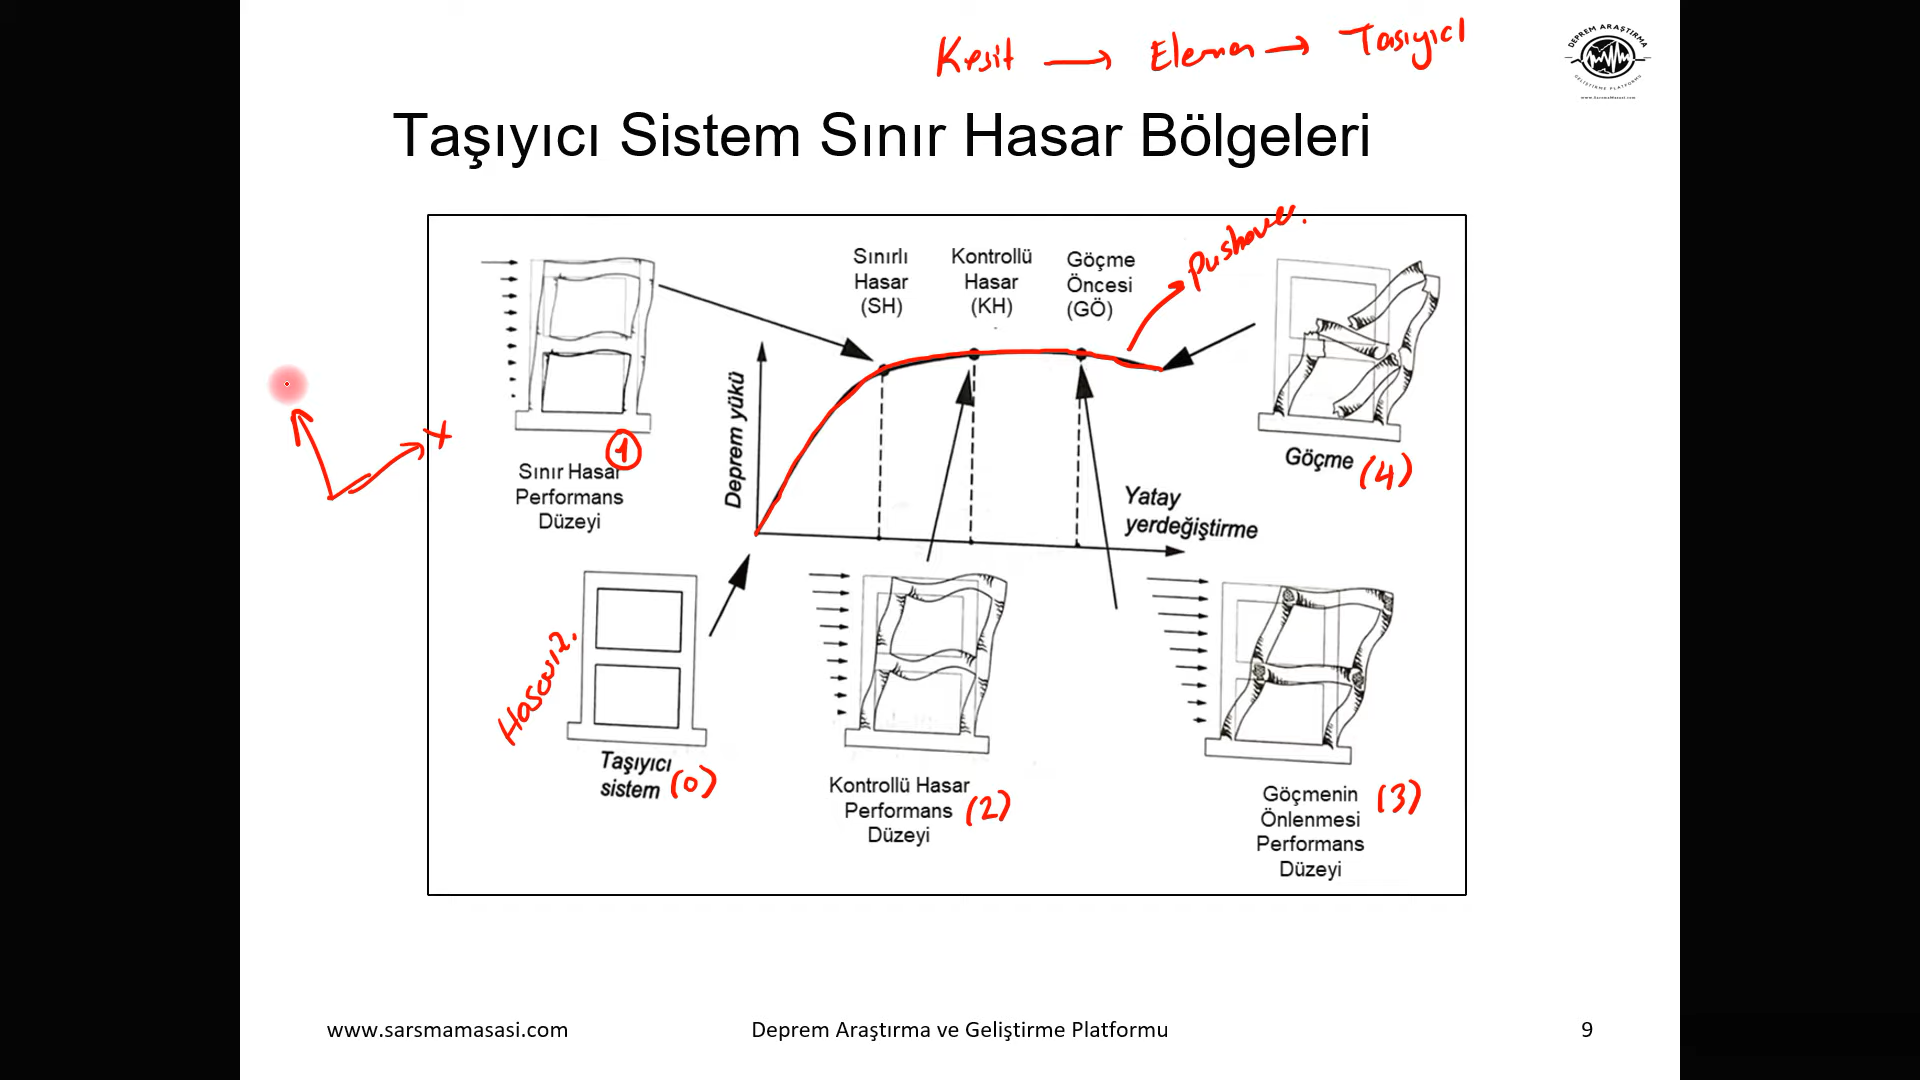 Kesit → Eleman → Taşıyıcı
DEPREM ARAŞTIRMA
GELİŞTİRME PLATFORMU
www.SarsmaMasasi.com
Taşıyıcı Sistem Sınır Hasar Bölgeleri
Sınırlı
Hasar
(SH)
Kontrollü
Hasar
(KH)
Göçme
Öncesi
(GÖ)
Pushover.
Deprem yükü
Yatay
yerdeğiştirme
x
1
Sınır Hasar
Performans
Düzeyi
Göçme (4)
Hasarsız.
Taşıyıcı
sistem (0)
Kontrollü Hasar
Performans (2)
Düzeyi
Göçmenin (3)
Önlenmesi
Performans
Düzeyi
www.sarsmamasasi.com
Deprem Araştırma ve Geliştirme Platformu
9